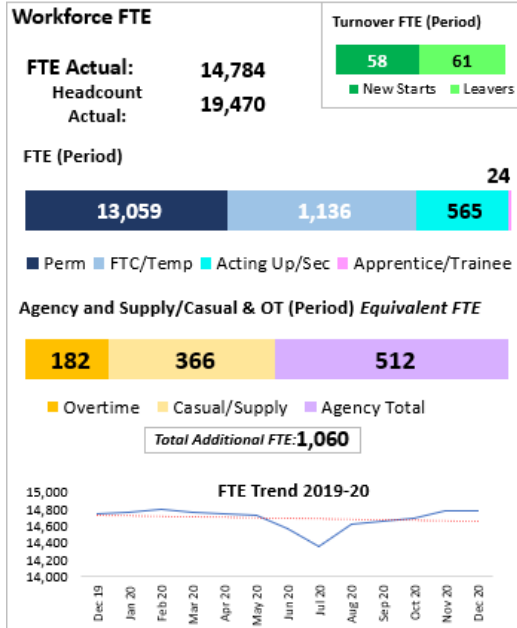 Workforce FTE
Turnover FTE (Period)
58 61
New Starts Leavers
FTE Actual: 14,784
Headcount
Actual: 19,470
FTE (Period)
24
13,059 1,136 565
Perm FTC/Temp Acting Up/Sec Apprentice/Trainee
Agency and Supply/Casual & OT (Period) Equivalent FTE
182 366 512
Overtime Casual/Supply Agency Total
Total Additional FTE: 1,060
FTE Trend 2019-20
15,000
14,800
14,600
14,400
14,200
14,000
Dec 19 Jan 20 Feb 20 Mar 20 Apr 20 May 20 Jun 20 Jul 20 Aug 20 Sep 20 Oct 20 Nov 20 Dec 20